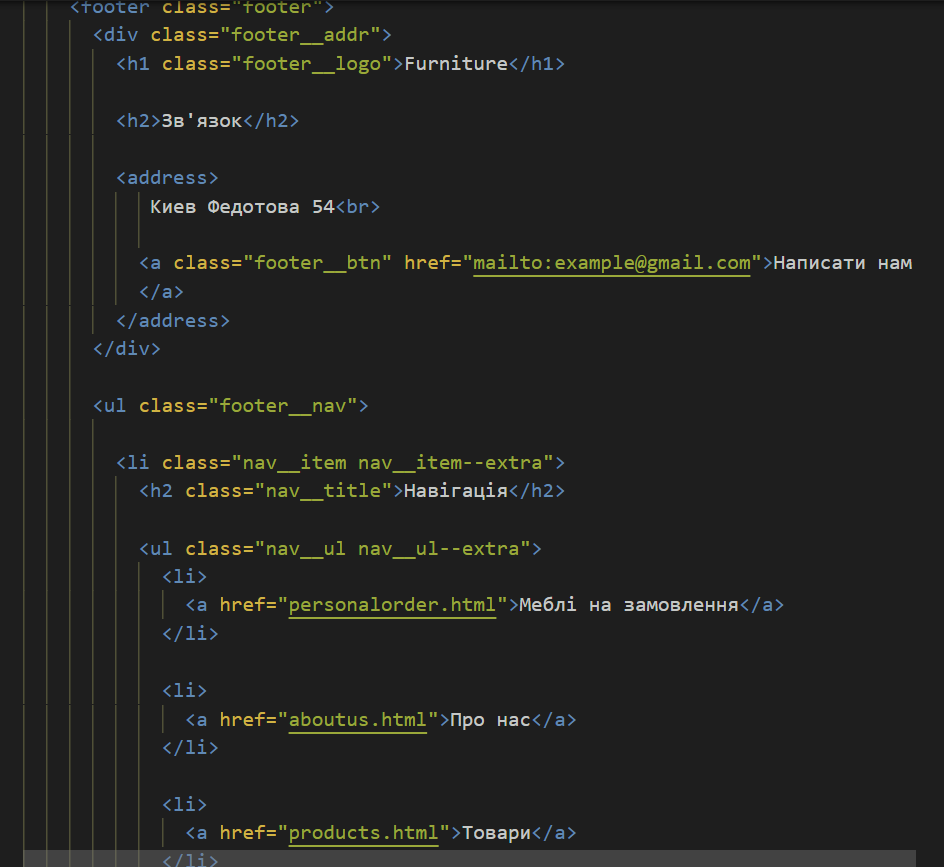 <footer class="footer">
<div class="footer__addr">
<h1 class="footer__logo">Furniture</h1>
<h2>Зв'язок</h2>
<address>
Киев Федотова 54<br>
<a class="footer__btn" href="mailto:example@gmail.com">Написати нам
</a>
</address>
</div>
<ul class="footer__nav">
<li class="nav__item nav__item--extra">
<h2 class="nav__title">Навігація</h2>
<ul class="nav__ul nav__ul--extra">
<li>
<a href="personalorder.html">Меблі на замовлення</a>
</li>
<li>
<a href="aboutus.html">Про нас</a>
</li>
<li>
<a href="products.html">Товари</a>
</li>